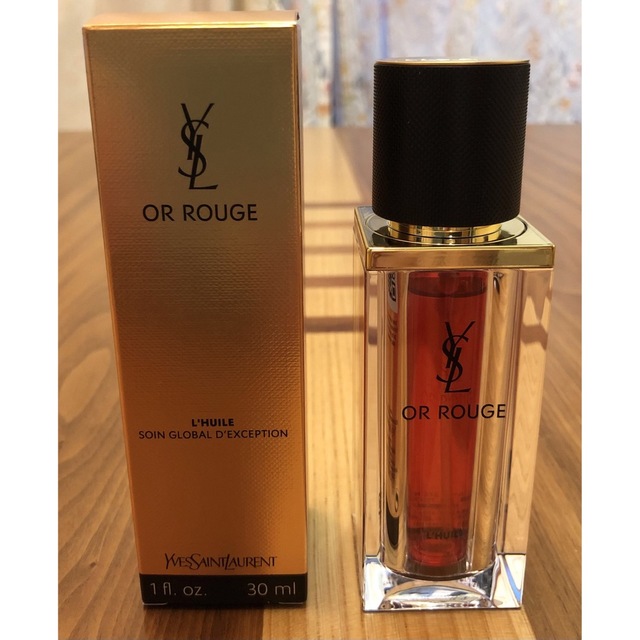 YSL
OR ROUGE
L'HUILE
SOIN GLOBAL D'EXCEPTION
YVESSAINTLAURENT
1 fl. oz. 30 ml
YSL
OR ROUGE
L'HUILE